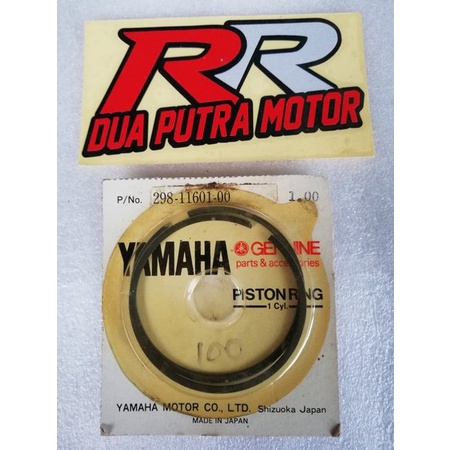 RR
DUA PUTRA MOTOR
P/No. 298-11601-00 1.00
YAMAHA GENUINE
parts & accessories
PISTON RING
1 Cyl.
100
YAMAHA MOTOR CO., LTD. Shizuoka Japan
MADE IN JAPAN